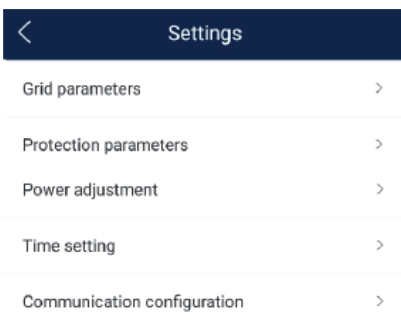 Settings
Grid parameters
Protection parameters
Power adjustment
Time setting
Communication configuration